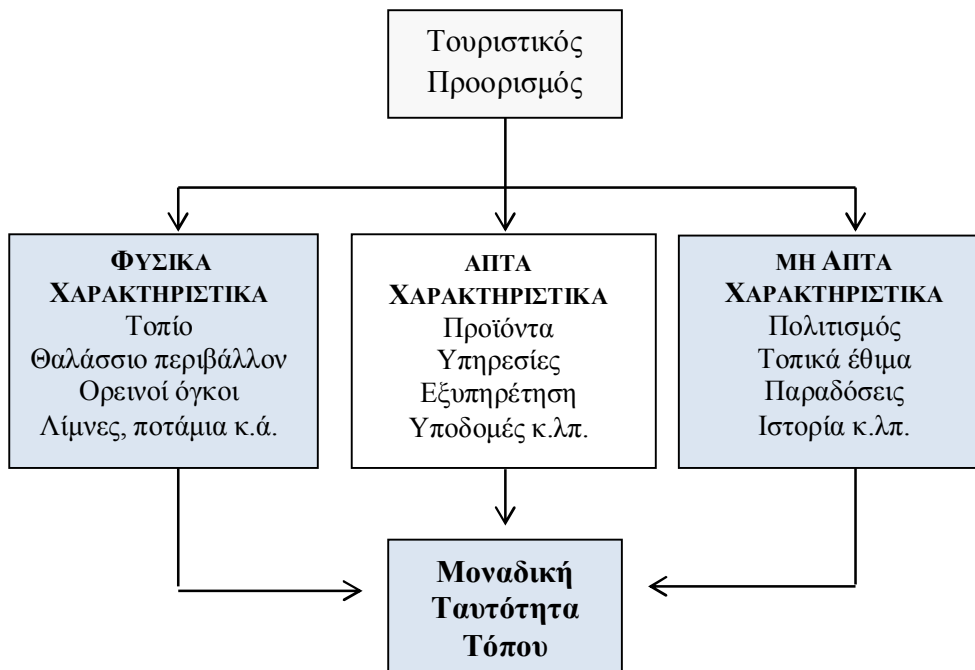 Τουριστικός
Προορισμός
ΦΥΣΙΚΑ
ΧΑΡΑΚΤΗΡΙΣΤΙΚΑ
Τοπίο
Θαλάσσιο περιβάλλον
Ορεινοί όγκοι
Λίμνες, ποτάμια κ.ά.
ΑΠΤΑ
ΧΑΡΑΚΤΗΡΙΣΤΙΚΑ
Προϊόντα
Υπηρεσίες
Εξυπηρέτηση
Υποδομές κ.λπ.
ΜΗ ΑΠΤΑ
ΧΑΡΑΚΤΗΡΙΣΤΙΚΑ
Πολιτισμός
Τοπικά έθιμα
Παραδόσεις
Ιστορία κ.λπ.
Μοναδική
Ταυτότητα
Τόπου